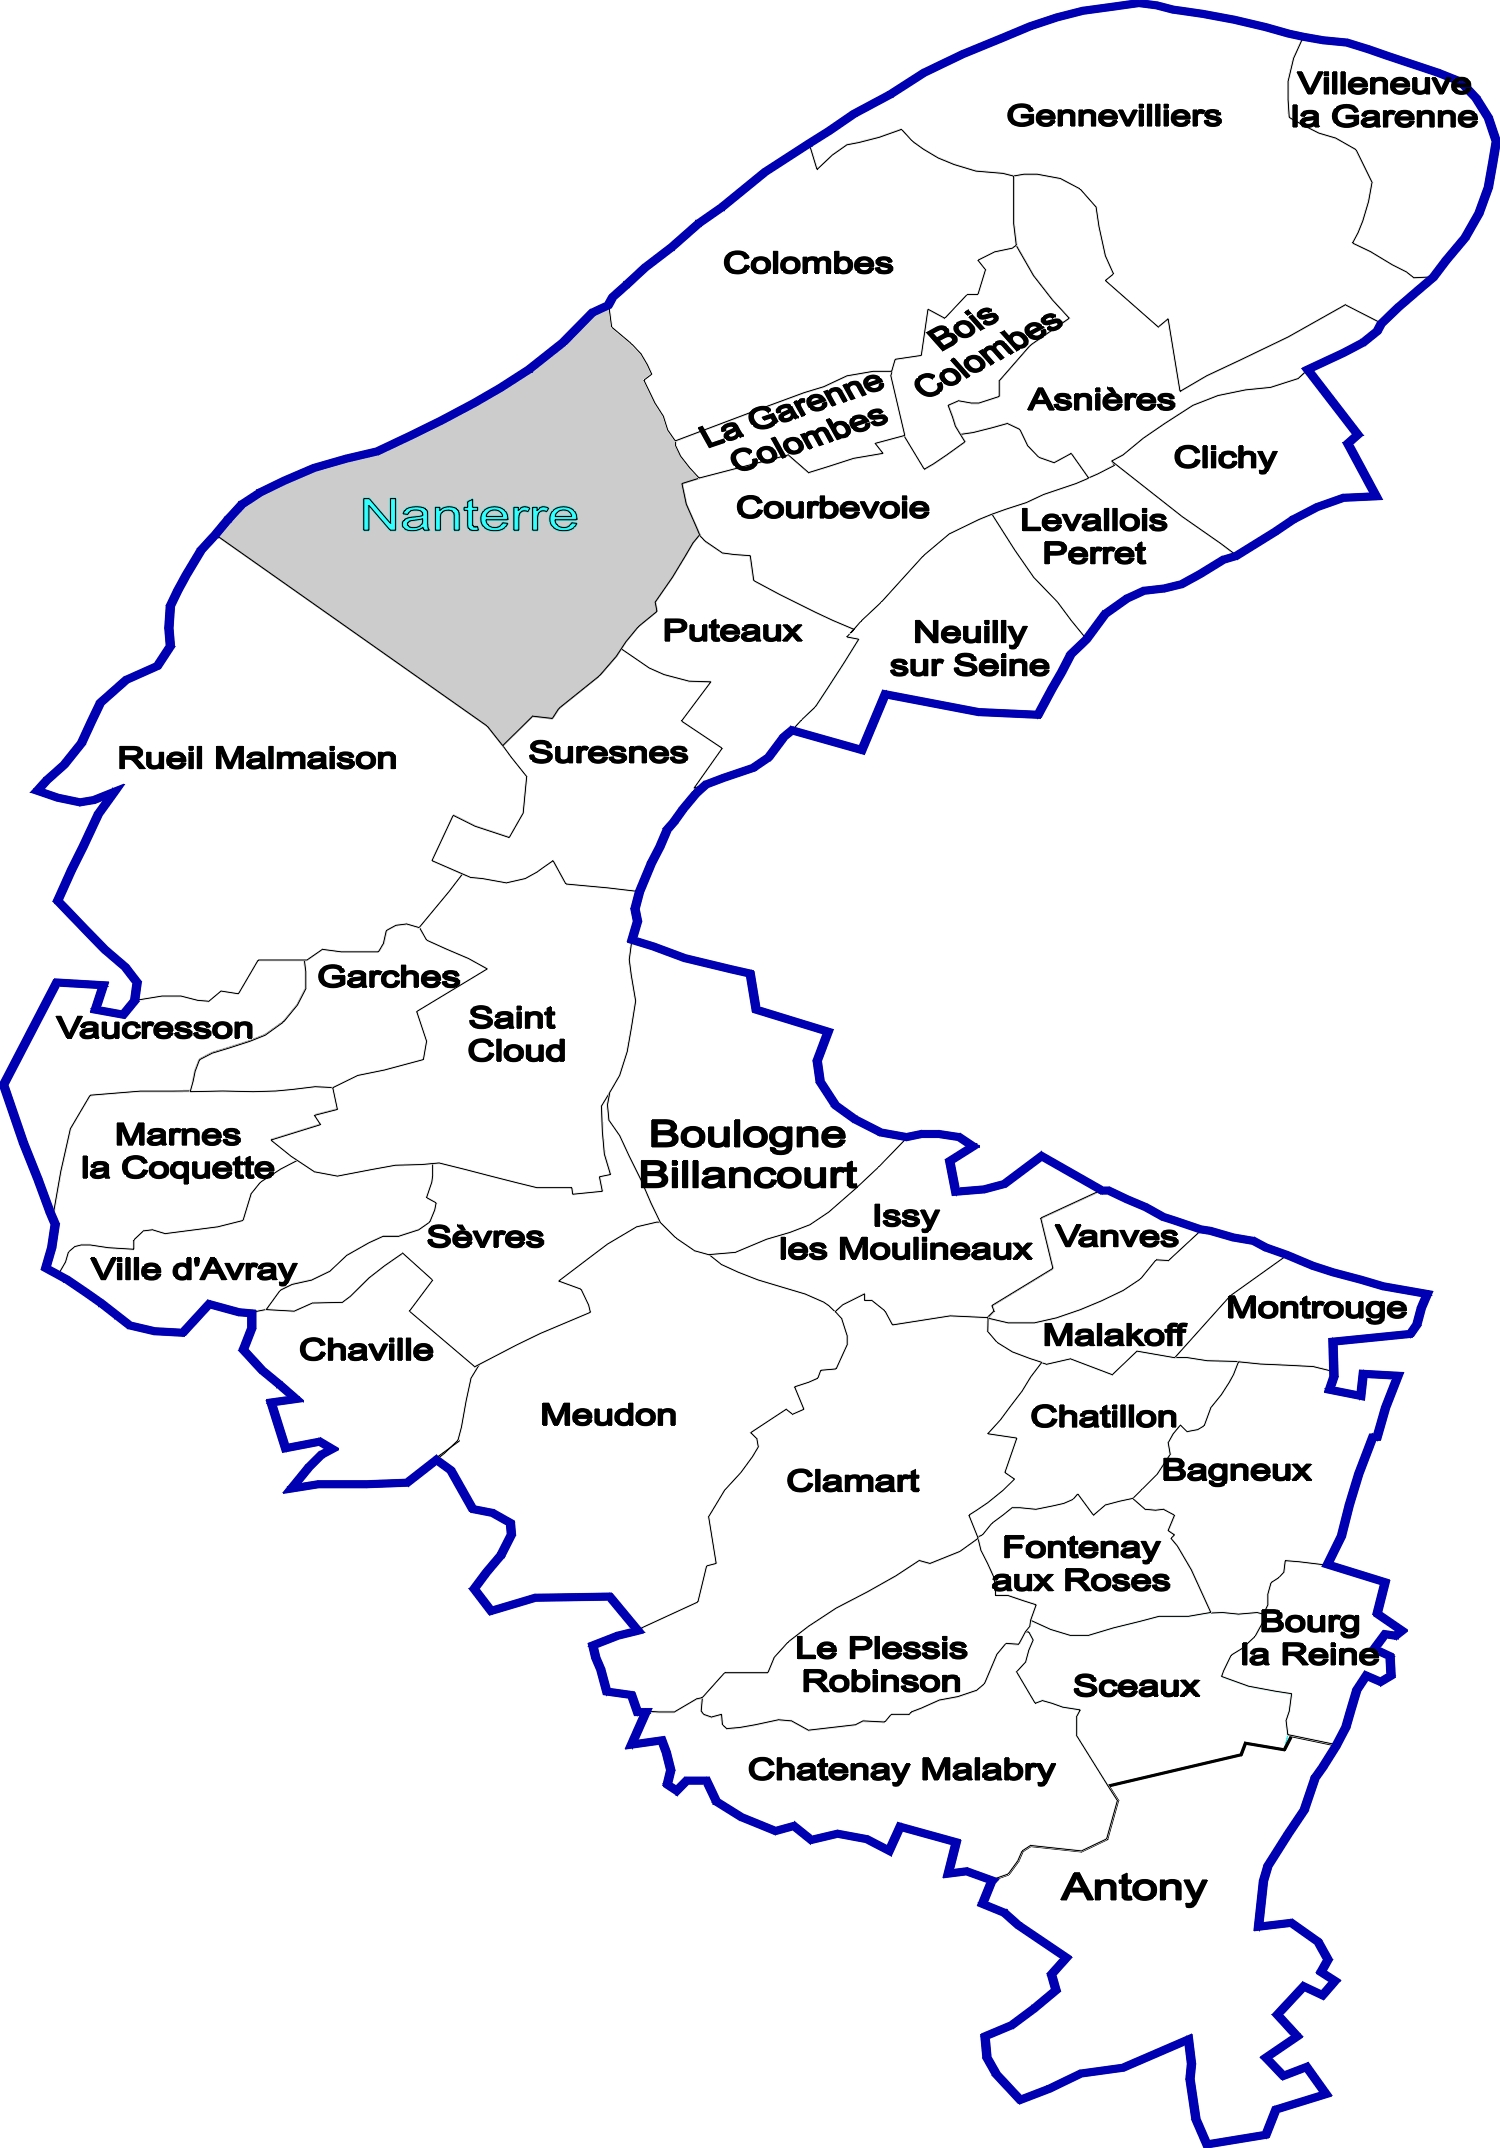 Villeneuve
la Garenne
Gennevilliers
Colombes
Bois
Colombes
La Garenne
Colombes
Asnières
Clichy
Courbevoie
Nanterre
Levallois
Perret
Puteaux
Neuilly
sur Seine
Suresnes
Rueil Malmaison
Garches
Vaucresson
Saint
Cloud
Marnes
la Coquette
Boulogne
Billancourt
Issy
les Moulineaux
Vanves
Sèvres
Ville d'Avray
Montrouge
Malakoff
Chaville
Meudon
Chatillon
Clamart
Bagneux
Fontenay
aux Roses
Bourg
la Reine
Le Plessis
Robinson
Sceaux
Chatenay Malabry
Antony